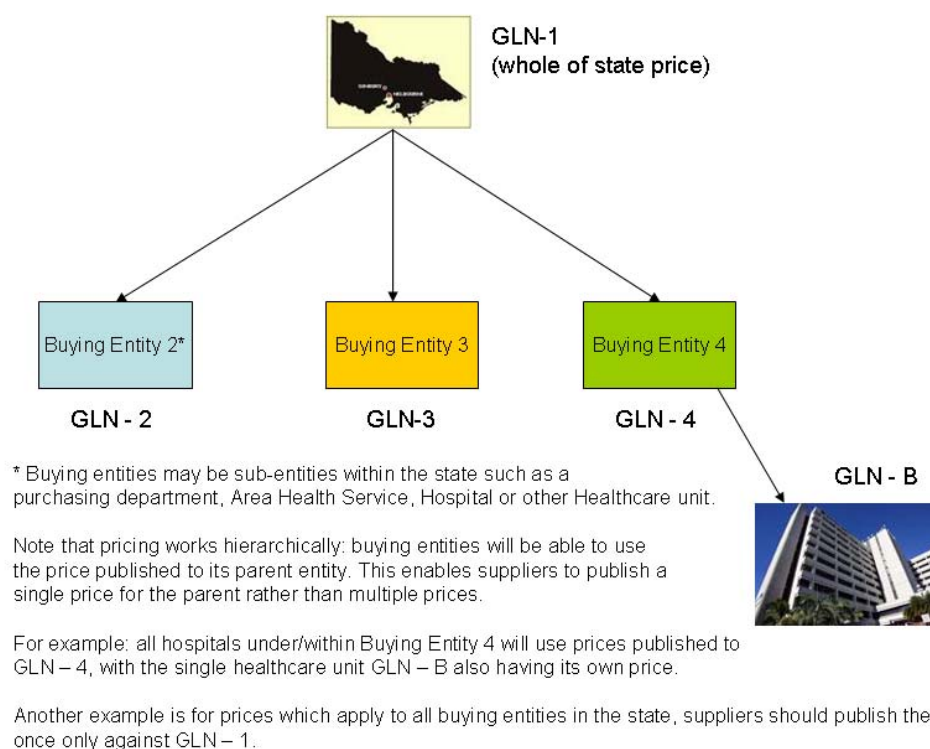 GLN-1
(whole of state price)
SUNBURY
MELBOURNE
Buying Entity 2*
Buying Entity 3
Buying Entity 4
GLN - 2
GLN-3
GLN - 4
GLN - B
* Buying entities may be sub-entities within the state such as a
purchasing department, Area Health Service, Hospital or other Healthcare unit.
Note that pricing works hierarchically: buying entities will be able to use
the price published to its parent entity. This enables suppliers to publish a
single price for the parent rather than multiple prices.
For example: all hospitals under/within Buying Entity 4 will use prices published to
GLN – 4, with the single healthcare unit GLN – B also having its own price.
Another example is for prices which apply to all buying entities in the state, suppliers should publish the
once only against GLN – 1.